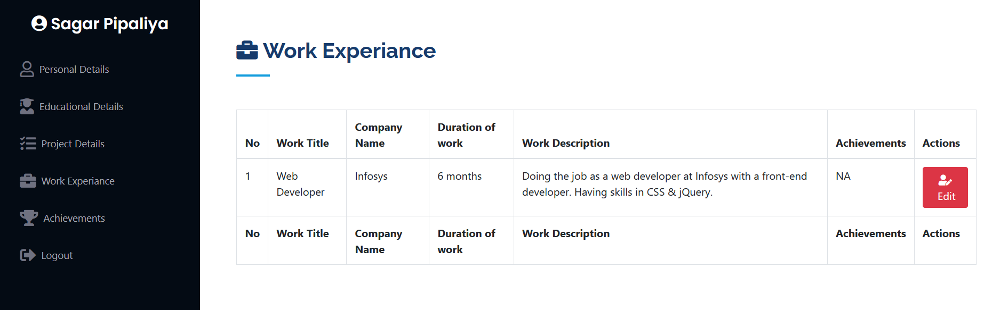 Sagar Pipaliya
Personal Details
Educational Details
Project Details
Work Experiance
Achievements
Logout
Work Experiance
No Work Title Company Name Duration of work Work Description Achievements Actions
1 Web Developer Infosys 6 months Doing the job as a web developer at Infosys with a front-end developer. Having skills in CSS & jQuery. NA Edit
No Work Title Company Name Duration of work Work Description Achievements Actions